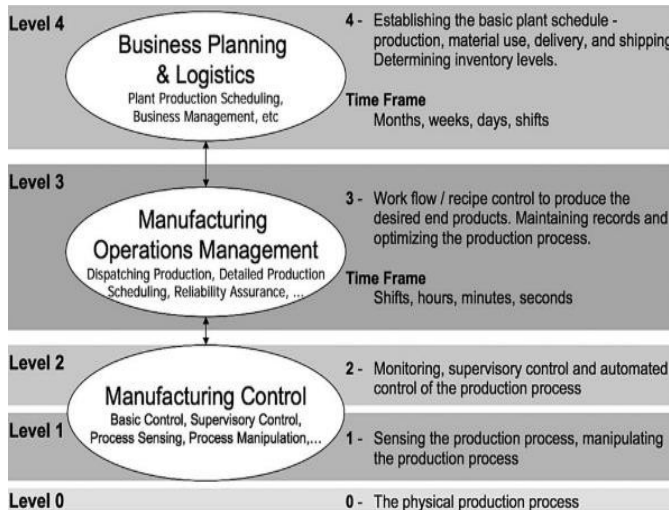 Level 4
Business Planning
& Logistics
Plant Production Scheduling,
Business Management, etc
4 - Establishing the basic plant schedule -
production, material use, delivery, and shipping
Determining inventory levels.
Time Frame
Months, weeks, days, shifts
Level 3
Manufacturing
Operations Management
Dispatching Production, Detailed Production
Scheduling, Reliability Assurance, ...
3 - Work flow / recipe control to produce the
desired end products. Maintaining records and
optimizing the production process.
Time Frame
Shifts, hours, minutes, seconds
Level 2
Manufacturing Control
Basic Control, Supervisory Control,
Process Sensing, Process Manipulation,...
2 - Monitoring, supervisory control and automated
control of the production process
Level 1
1 - Sensing the production process, manipulating
the production process
Level 0
0 - The physical production process